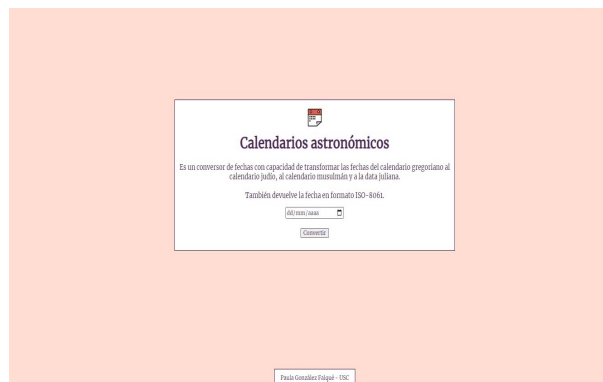 Calendarios astronómicos
Es un conversor de fechas con capacidad de transformar las fechas del calendario gregoriano al
calendario judío, al calendario musulmán y a la data juliana.
También devuelve la fecha en formato ISO-8061.
dd/mm/aaaa
Convertir
Paula González Faiqué - USC